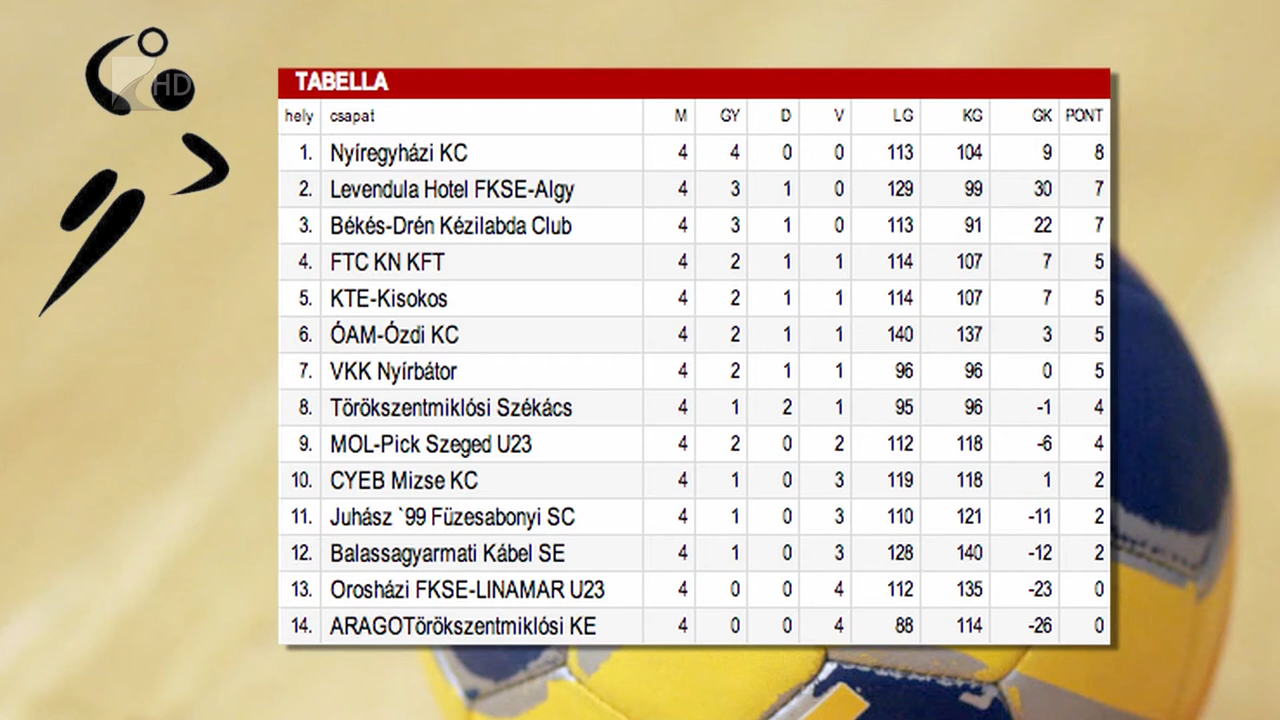 HD
TABELLA
hely csapat M GY D V LG KG GK PONT
1. Nyíregyházi KC 4 4 0 0 113 104 9 8
2. Levendula Hotel FKSE-Algy 4 3 1 0 129 99 30 7
3. Békés-Drén Kézilabda Club 4 3 1 0 113 91 22 7
4. FTC KN KFT 4 2 1 1 114 107 7 5
5. KTE-Kisokos 4 2 1 1 114 107 7 5
6. ÓAM-Ózdi KC 4 2 1 1 140 137 3 5
7. VKK Nyírbátor 4 2 1 1 96 96 0 5
8. Törökszentmiklósi Székács 4 1 2 1 95 96 -1 4
9. MOL-Pick Szeged U23 4 2 0 2 112 118 -6 4
10. CYEB Mizse KC 4 1 0 3 119 118 1 2
11. Juhász `99 Füzesabonyi SC 4 1 0 3 110 121 -11 2
12. Balassagyarmati Kábel SE 4 1 0 3 128 140 -12 2
13. Orosházi FKSE-LINAMAR U23 4 0 0 4 112 135 -23 0
14. ARAGOTörökszentmiklósi KE 4 0 0 4 88 114 -26 0